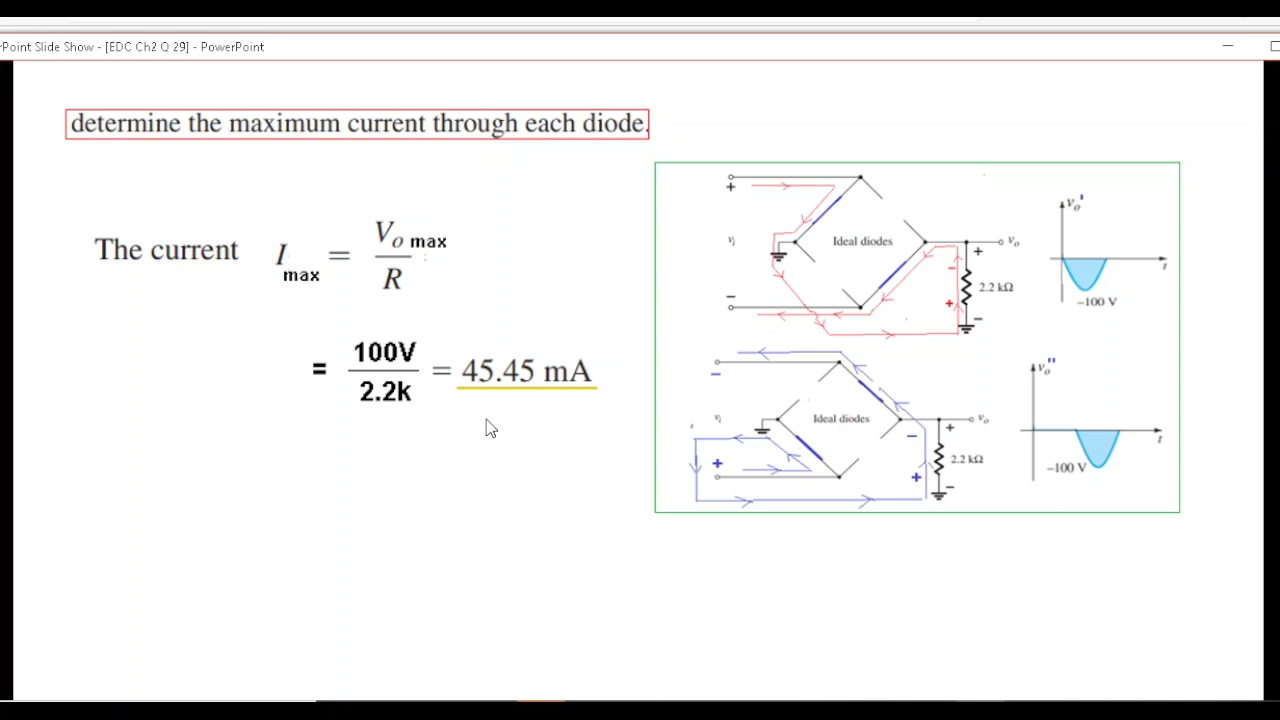 rPoint Slide Show - [EDC Ch2 Q 29] - PowerPoint
determine the maximum current through each diode.
The current I max = Vo max / R
= 100V / 2.2k = 45.45 mA
+
vi
−
Ideal diodes
vo
+
−
+
−
2.2 kΩ
vo'
t
−100 V
−
vi
+
Ideal diodes
vo
+
−
+
−
2.2 kΩ
vo"
t
−100 V